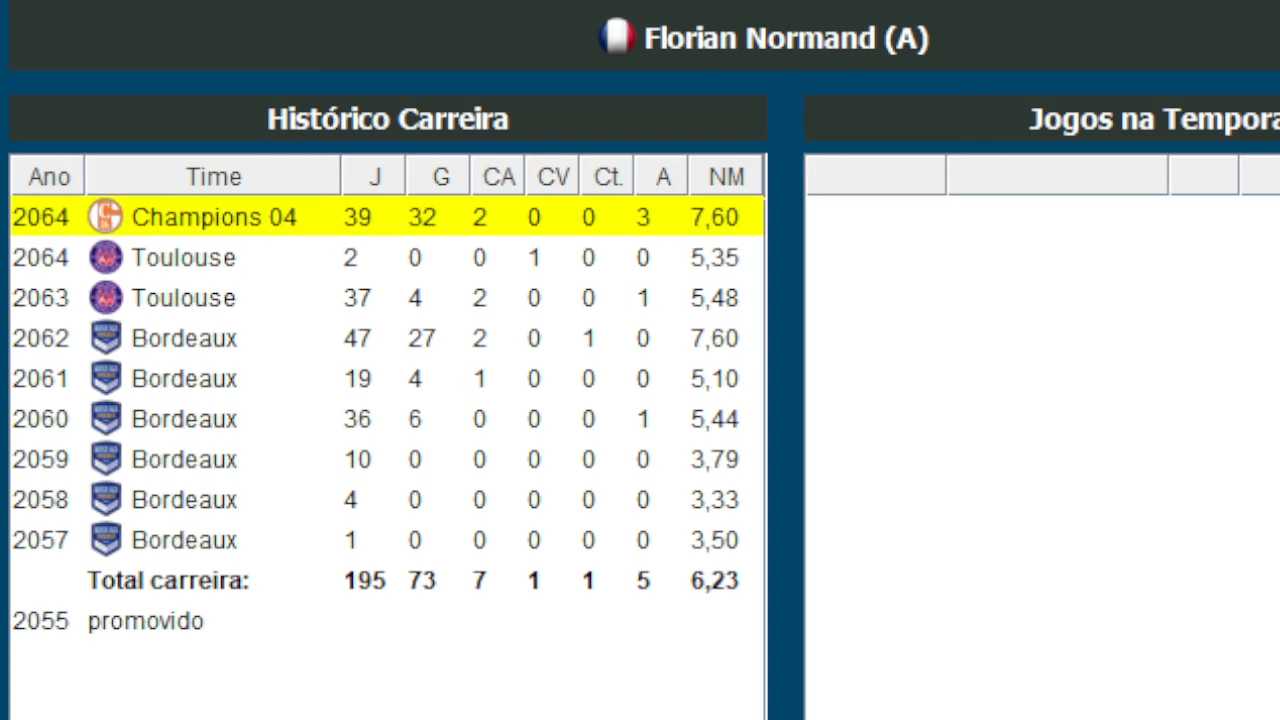 Florian Normand (A)
Histórico Carreira
Jogos na Tempora
Ano Time J G CA CV Ct. A NM
2064 Champions 04 39 32 2 0 0 3 7,60
2064 Toulouse 2 0 0 1 0 0 5,35
2063 Toulouse 37 4 2 0 0 1 5,48
2062 Bordeaux 47 27 2 0 1 0 7,60
2061 Bordeaux 19 4 1 0 0 0 5,10
2060 Bordeaux 36 6 0 0 0 1 5,44
2059 Bordeaux 10 0 0 0 0 0 3,79
2058 Bordeaux 4 0 0 0 0 0 3,33
2057 Bordeaux 1 0 0 0 0 0 3,50
Total carreira: 195 73 7 1 1 5 6,23
2055 promovido